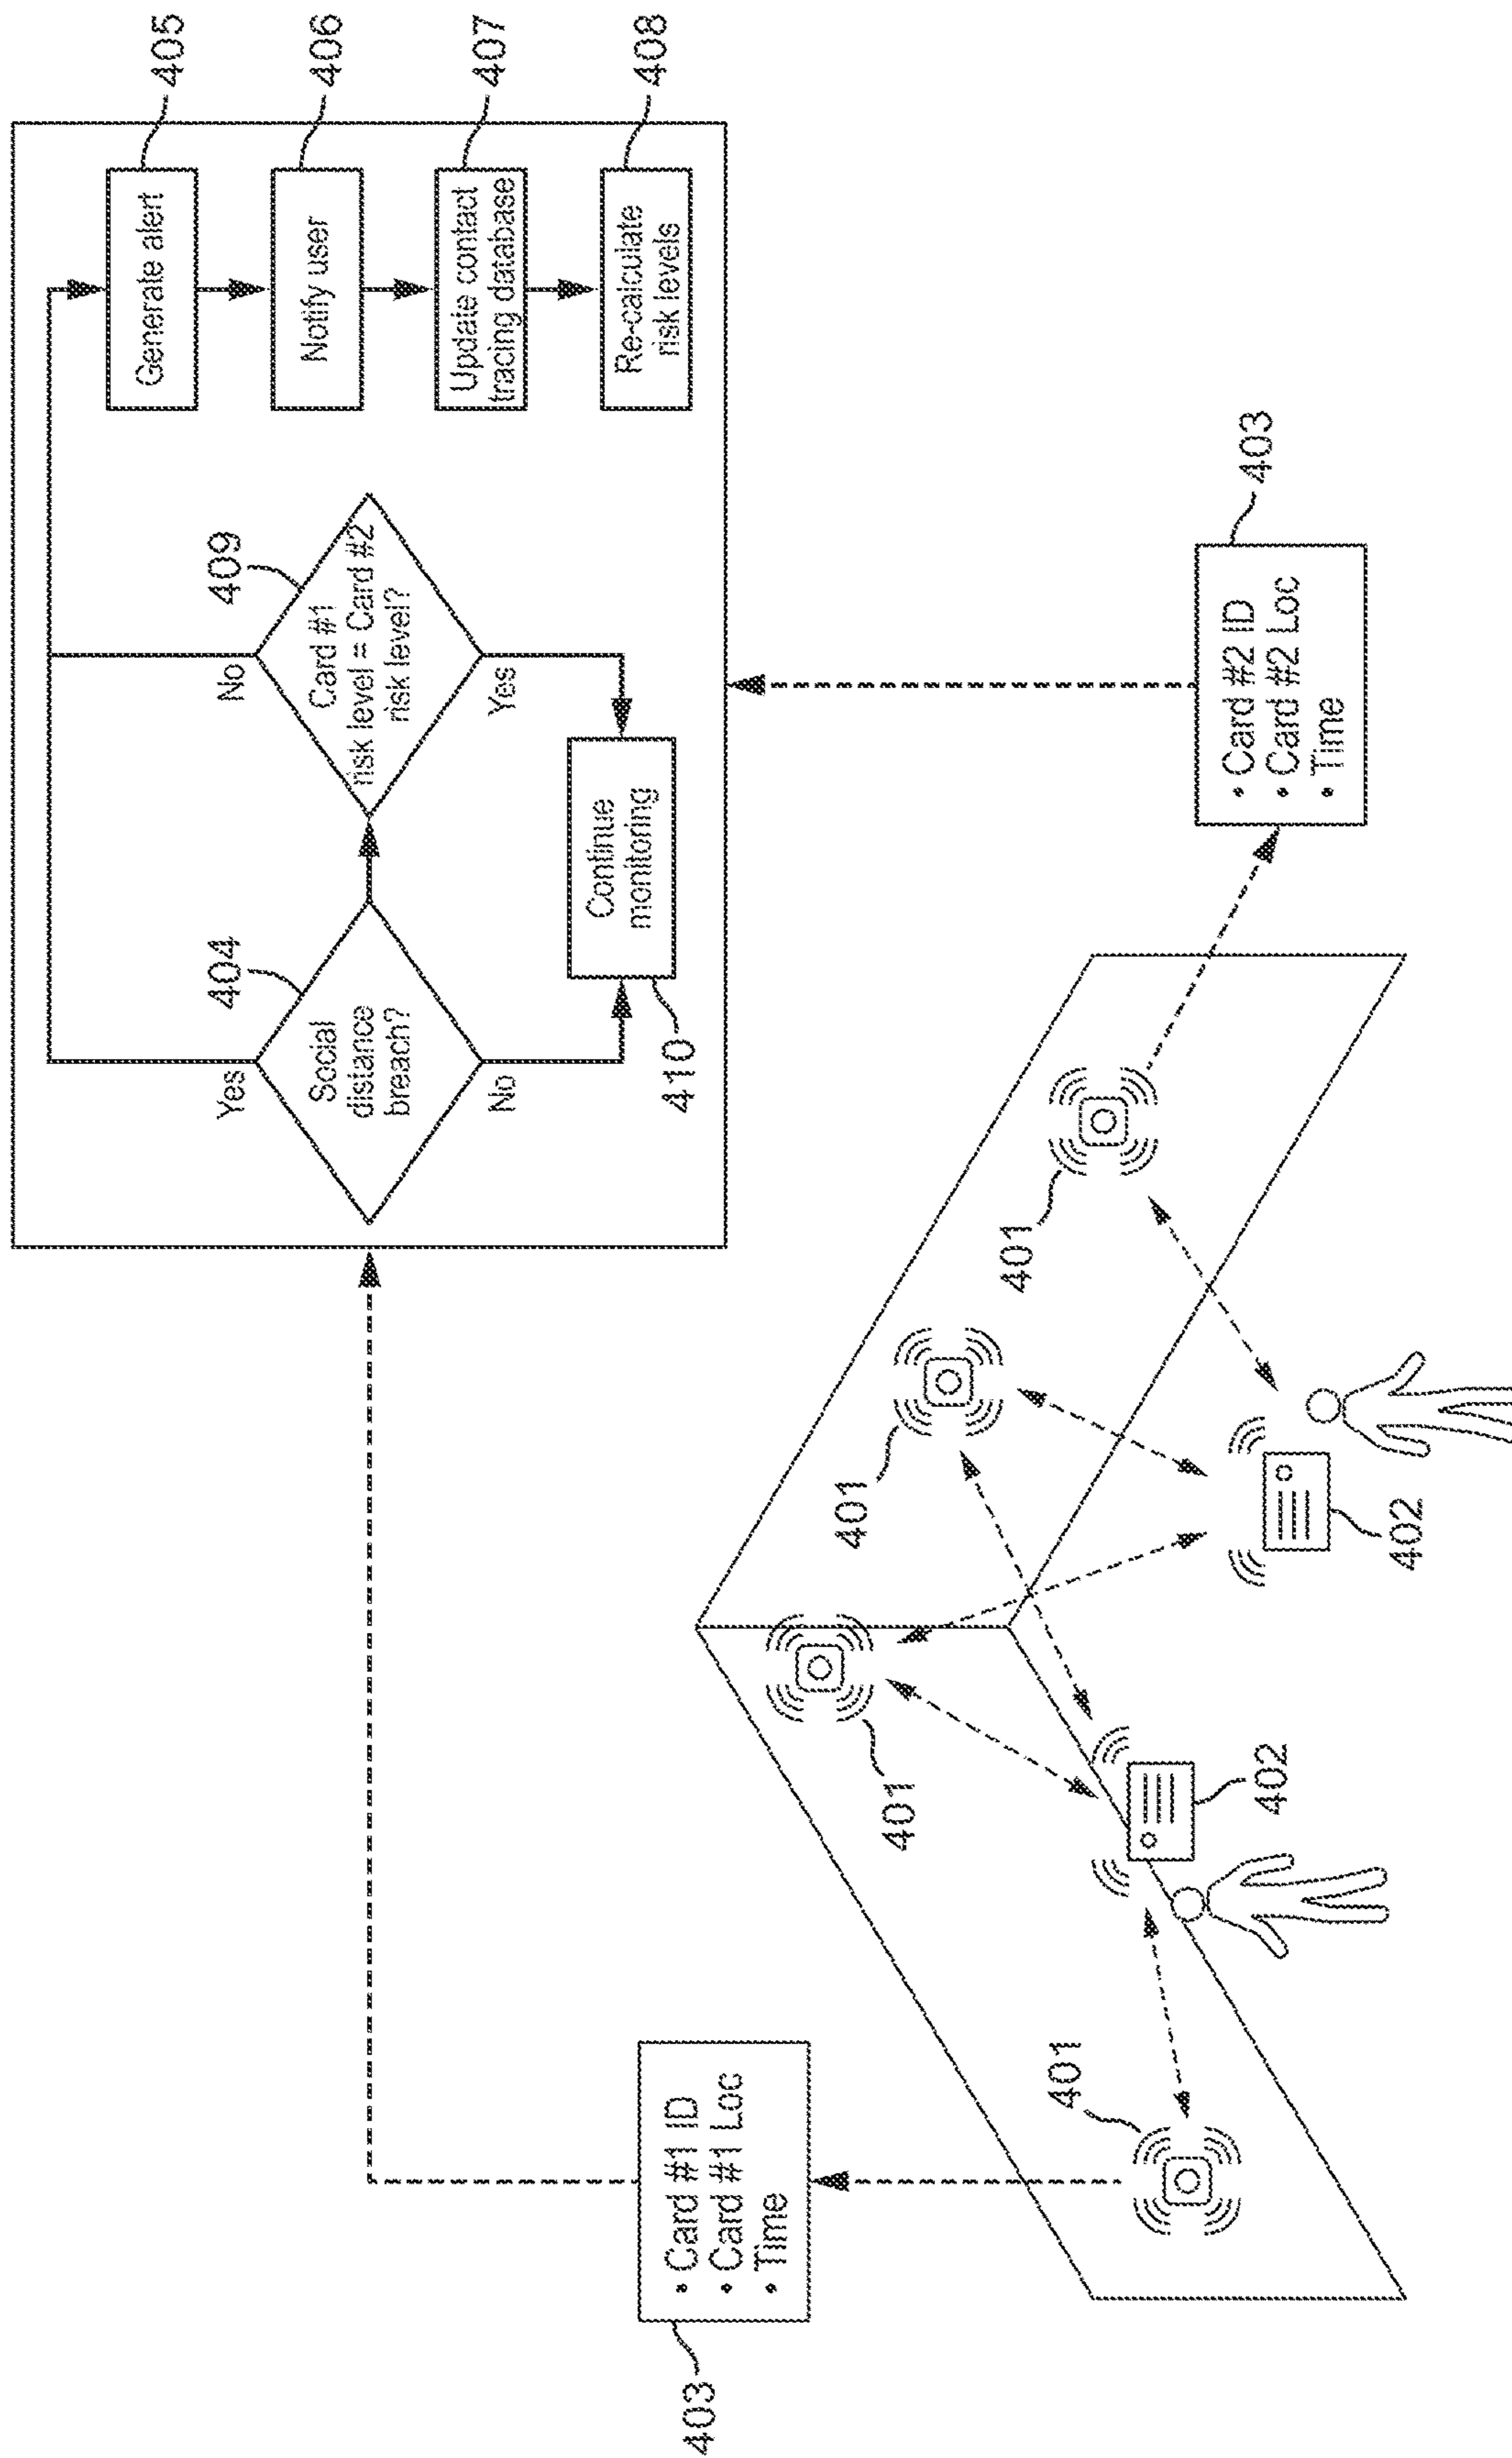 404
Social
distance
breach?
Yes
No
409
Card #1
risk level = Card #2
risk level?
No
Yes
Continue
monitoring
410
Generate alert
405
Notify user
406
Update contact
tracing database
407
Re-calculate
risk levels
408
403
• Card #1 ID
• Card #1 Loc
• Time
• Card #2 ID
• Card #2 Loc
• Time
403
401
401
401
401
402
402